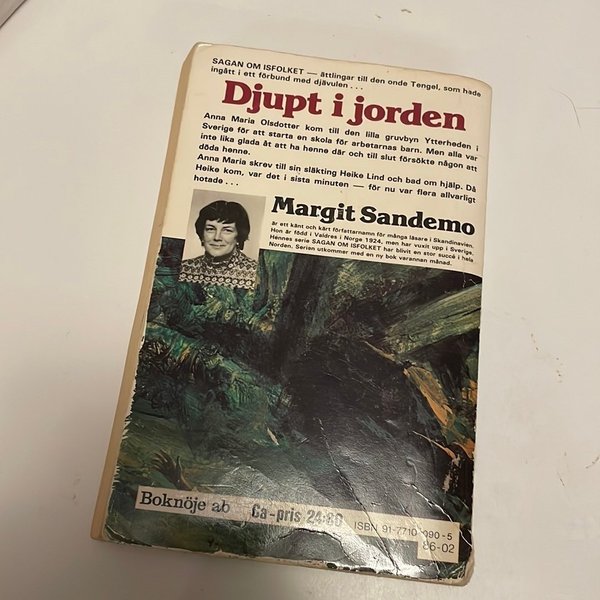 SAGAN OM ISFOLKET — ättlingar till den onde Tengel, som hade
ingått i ett förbund med djävulen . . .
Djupt i jorden
Anna Maria Olsdotter kom till den lilla gruvbyn Ytterheden i
Sverige för att starta en skola för arbetarnas barn. Men alla var
inte lika glada åt att ha henne där och till slut försökte någon att
döda henne.
Anna Maria skrev till sin släkting Heike Lind och bad om hjälp. Då
Heike kom, var det i sista minuten — för nu var flera allvarligt
hotade . . .
Margit Sandemo
är ett känt och kärt författarnamn för många läsare i Skandinavien.
Hon är född i Valdres i Norge 1924, men har vuxit upp i Sverige.
Hennes serie SAGAN OM ISFOLKET har blivit en stor succé i hela
Norden. Serien utkommer med en ny bok varannan månad.
Boknöje ab Ca-pris 24:80 ISBN 91-7710-090-5
86-02